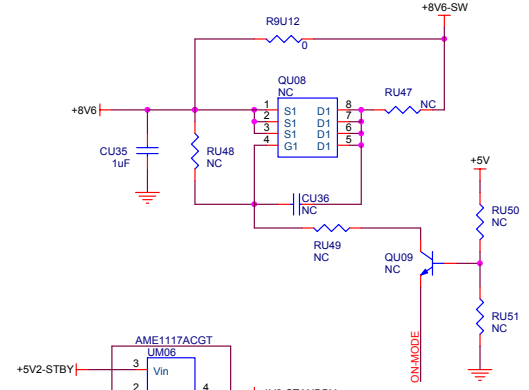 +8V6-SW
R9U12
0
QU08
NC
RU47
NC
+8V6
1
2
3
4
S1
S1
S1
G1
D1
D1
D1
D1
8
7
6
5
CU35
1uF
RU48
NC
+5V
CU36
NC
RU50
NC
RU49
NC
QU09
NC
RU51
NC
ON-MODE
AME1117ACGT
UM06
+5V2-STBY
3
Vin
2
4